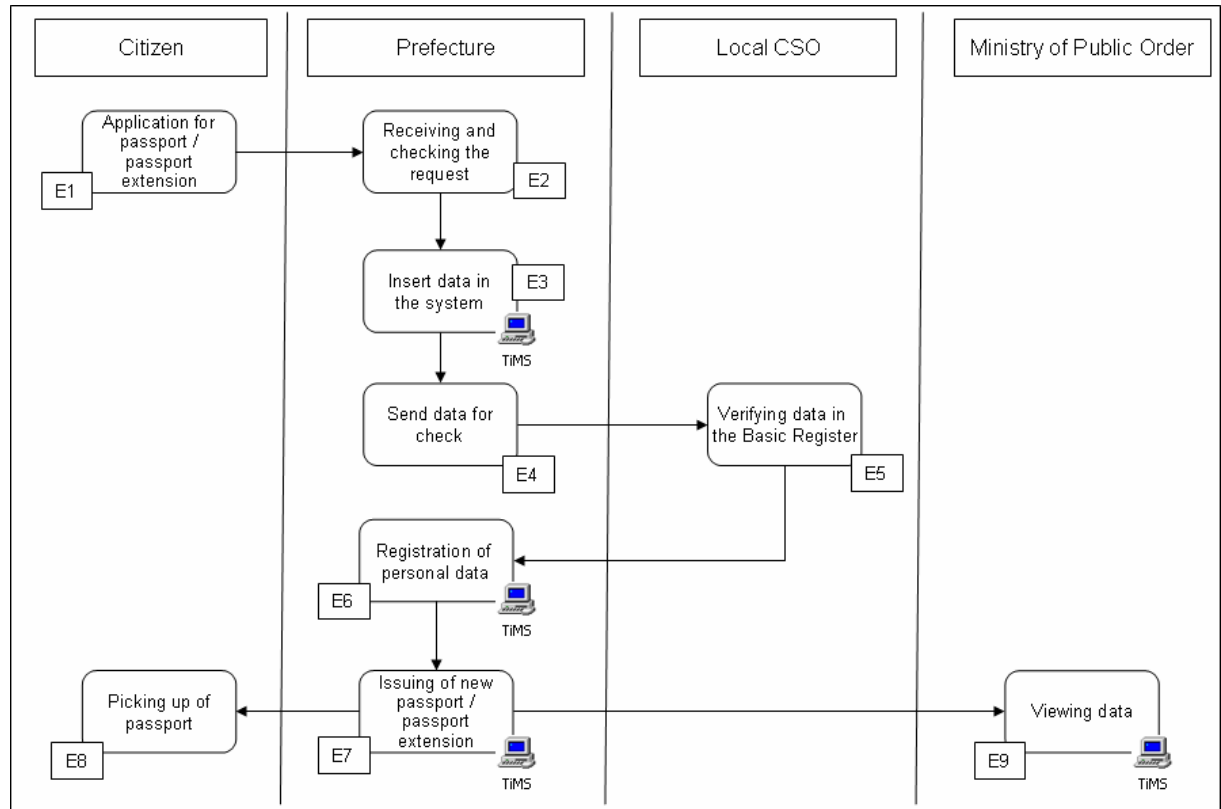 Citizen
Prefecture
Local CSO
Ministry of Public Order
Application for
passport /
passport
extension
E1
Receiving and
checking the
request
E2
Insert data in
the system
E3
TiMS
Send data for
check
E4
Verifying data in
the Basic Register
E5
Registration of
personal data
E6
TiMS
Issuing of new
passport /
passport
extension
E7
TiMS
Picking up of
passport
E8
Viewing data
E9
TiMS